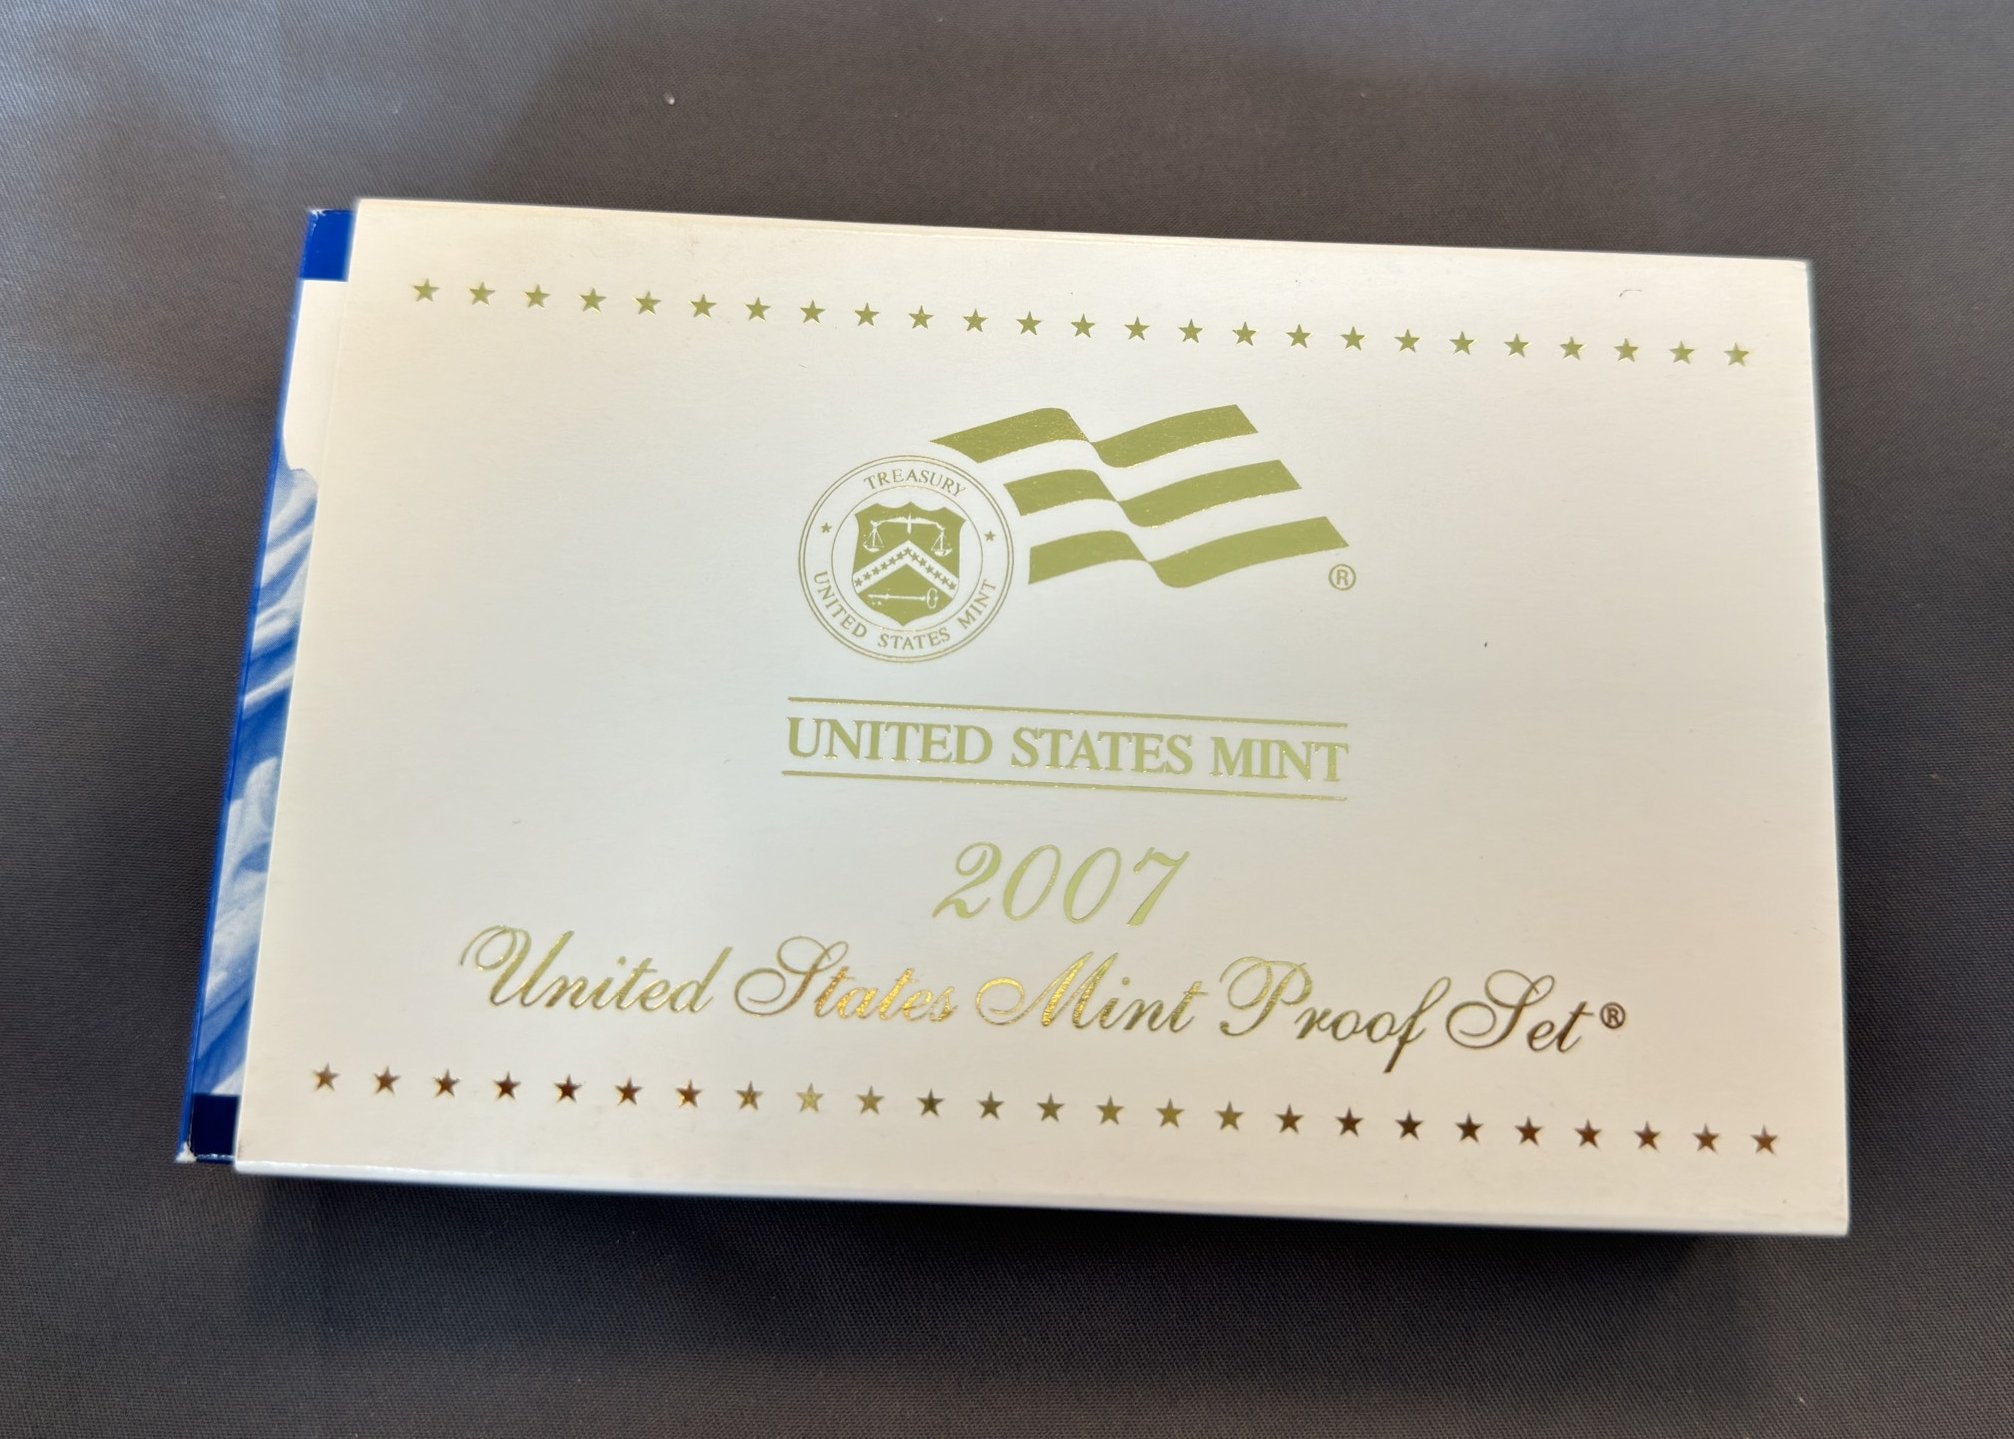 TREASURY
UNITED STATES MINT
®
UNITED STATES MINT
2007
United States Mint Proof Set®